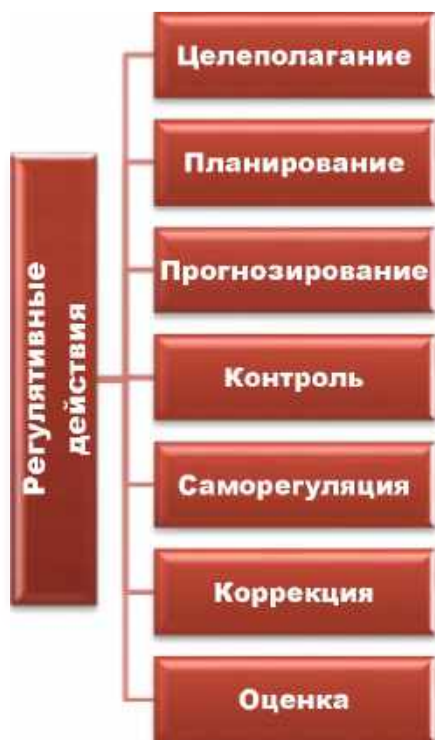 Регулятивные
действия
Целеполагание
Планирование
Прогнозирование
Контроль
Саморегуляция
Коррекция
Оценка